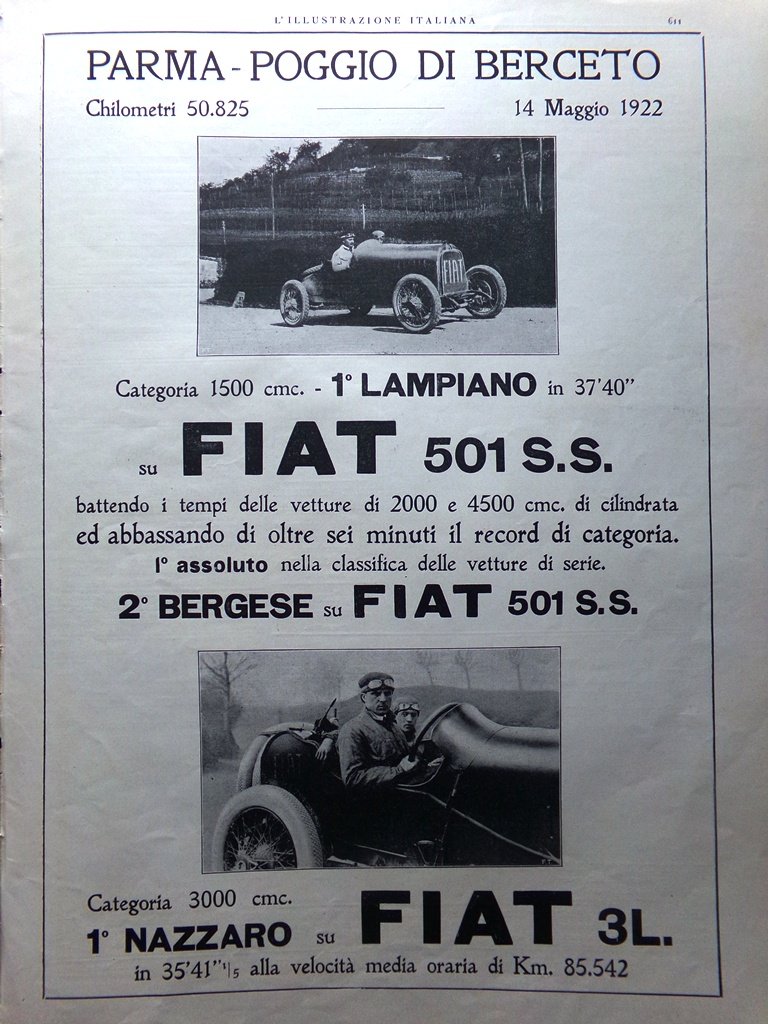 L'ILLUSTRAZIONE ITALIANA 611
PARMA - POGGIO DI BERCETO
Chilometri 50.825 14 Maggio 1922
FIAT
Categoria 1500 cmc. - 1° LAMPIANO in 37'40"
su FIAT 501 S.S.
battendo i tempi delle vetture di 2000 e 4500 cmc. di cilindrata
ed abbassando di oltre sei minuti il record di categoria.
1° assoluto nella classifica delle vetture di serie.
2° BERGESE su FIAT 501 S.S.
Categoria 3000 cmc.
1° NAZZARO su FIAT 3L.
in 35'41" 1/5 alla velocità media oraria di Km. 85.542